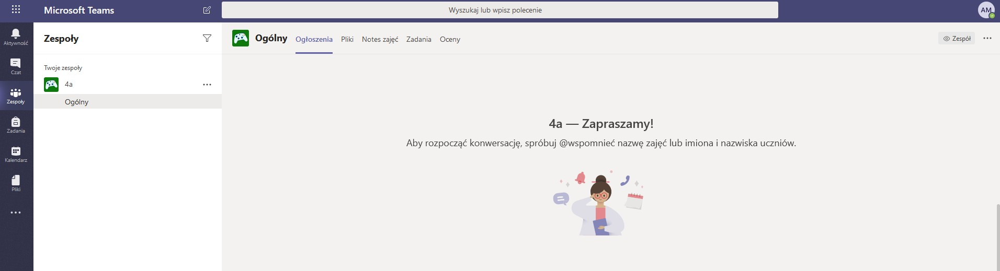 Microsoft Teams
Wyszukaj lub wpisz polecenie
AM
Aktywność
Czat
Zespoły
Zadania
Kalendarz
Pliki
Zespoły
Twoje zespoły
4a
Ogólny
Ogólny Ogłoszenia Pliki Notes zajęć Zadania Oceny
Zespół
4a — Zapraszamy!
Aby rozpocząć konwersację, spróbuj @wspomnieć nazwę zajęć lub imiona i nazwiska uczniów.